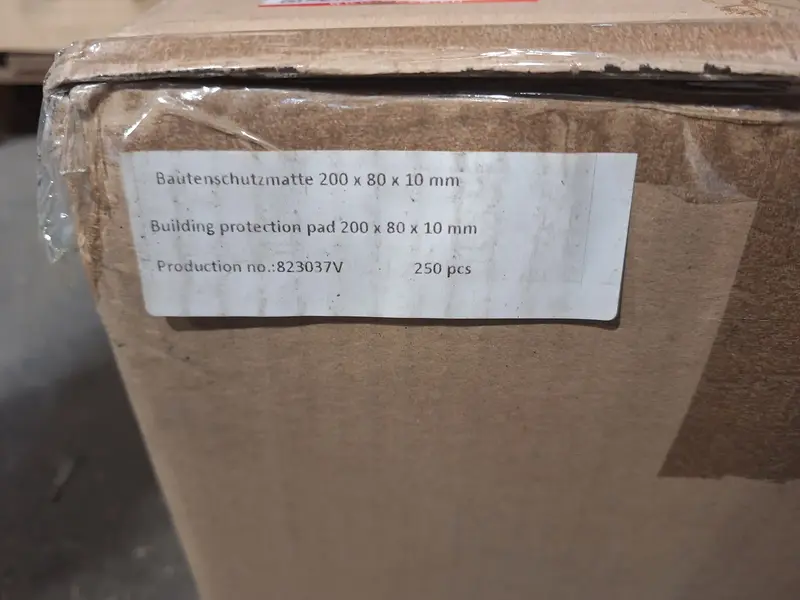 Bautenschutzmatte 200 x 80 x 10 mm
Building protection pad 200 x 80 x 10 mm
Production no.:823037V 250 pcs